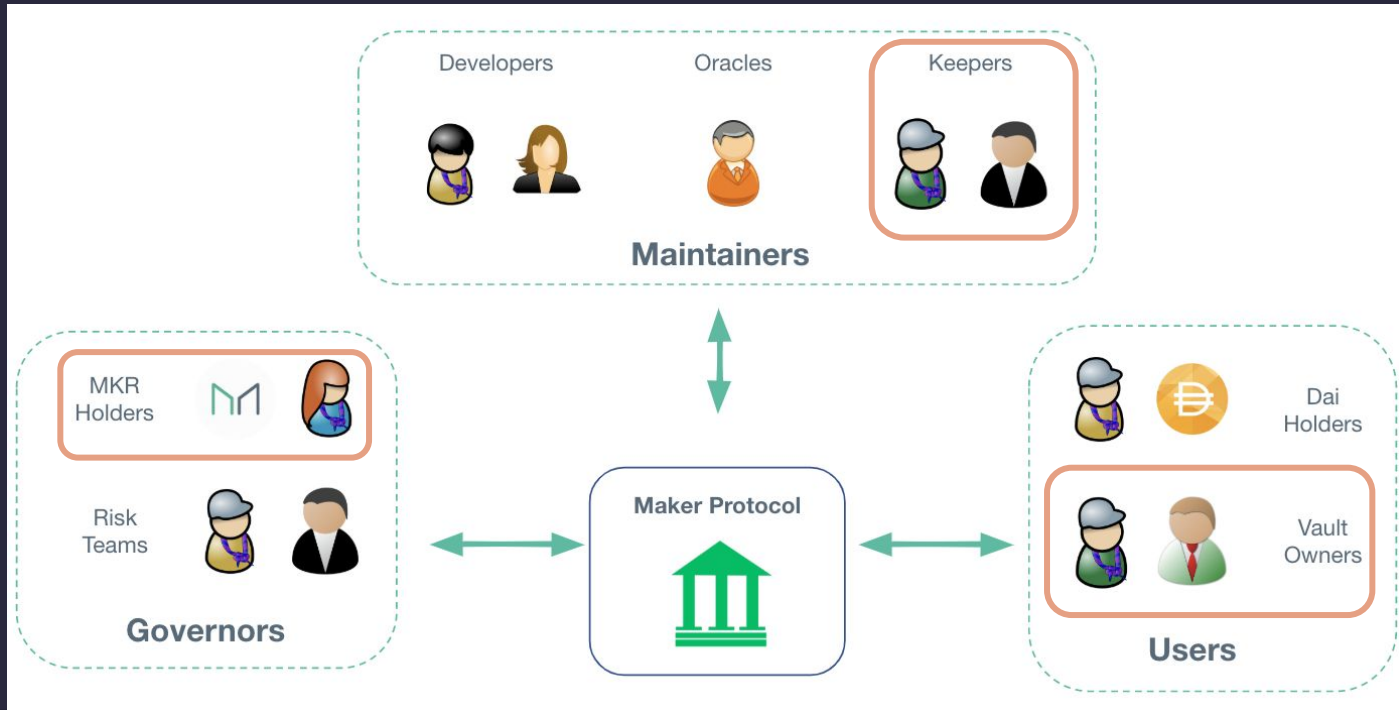 Developers
Oracles
Keepers
Maintainers
MKR
Holders
Risk
Teams
Governors
Maker Protocol
Dai
Holders
Vault
Owners
Users